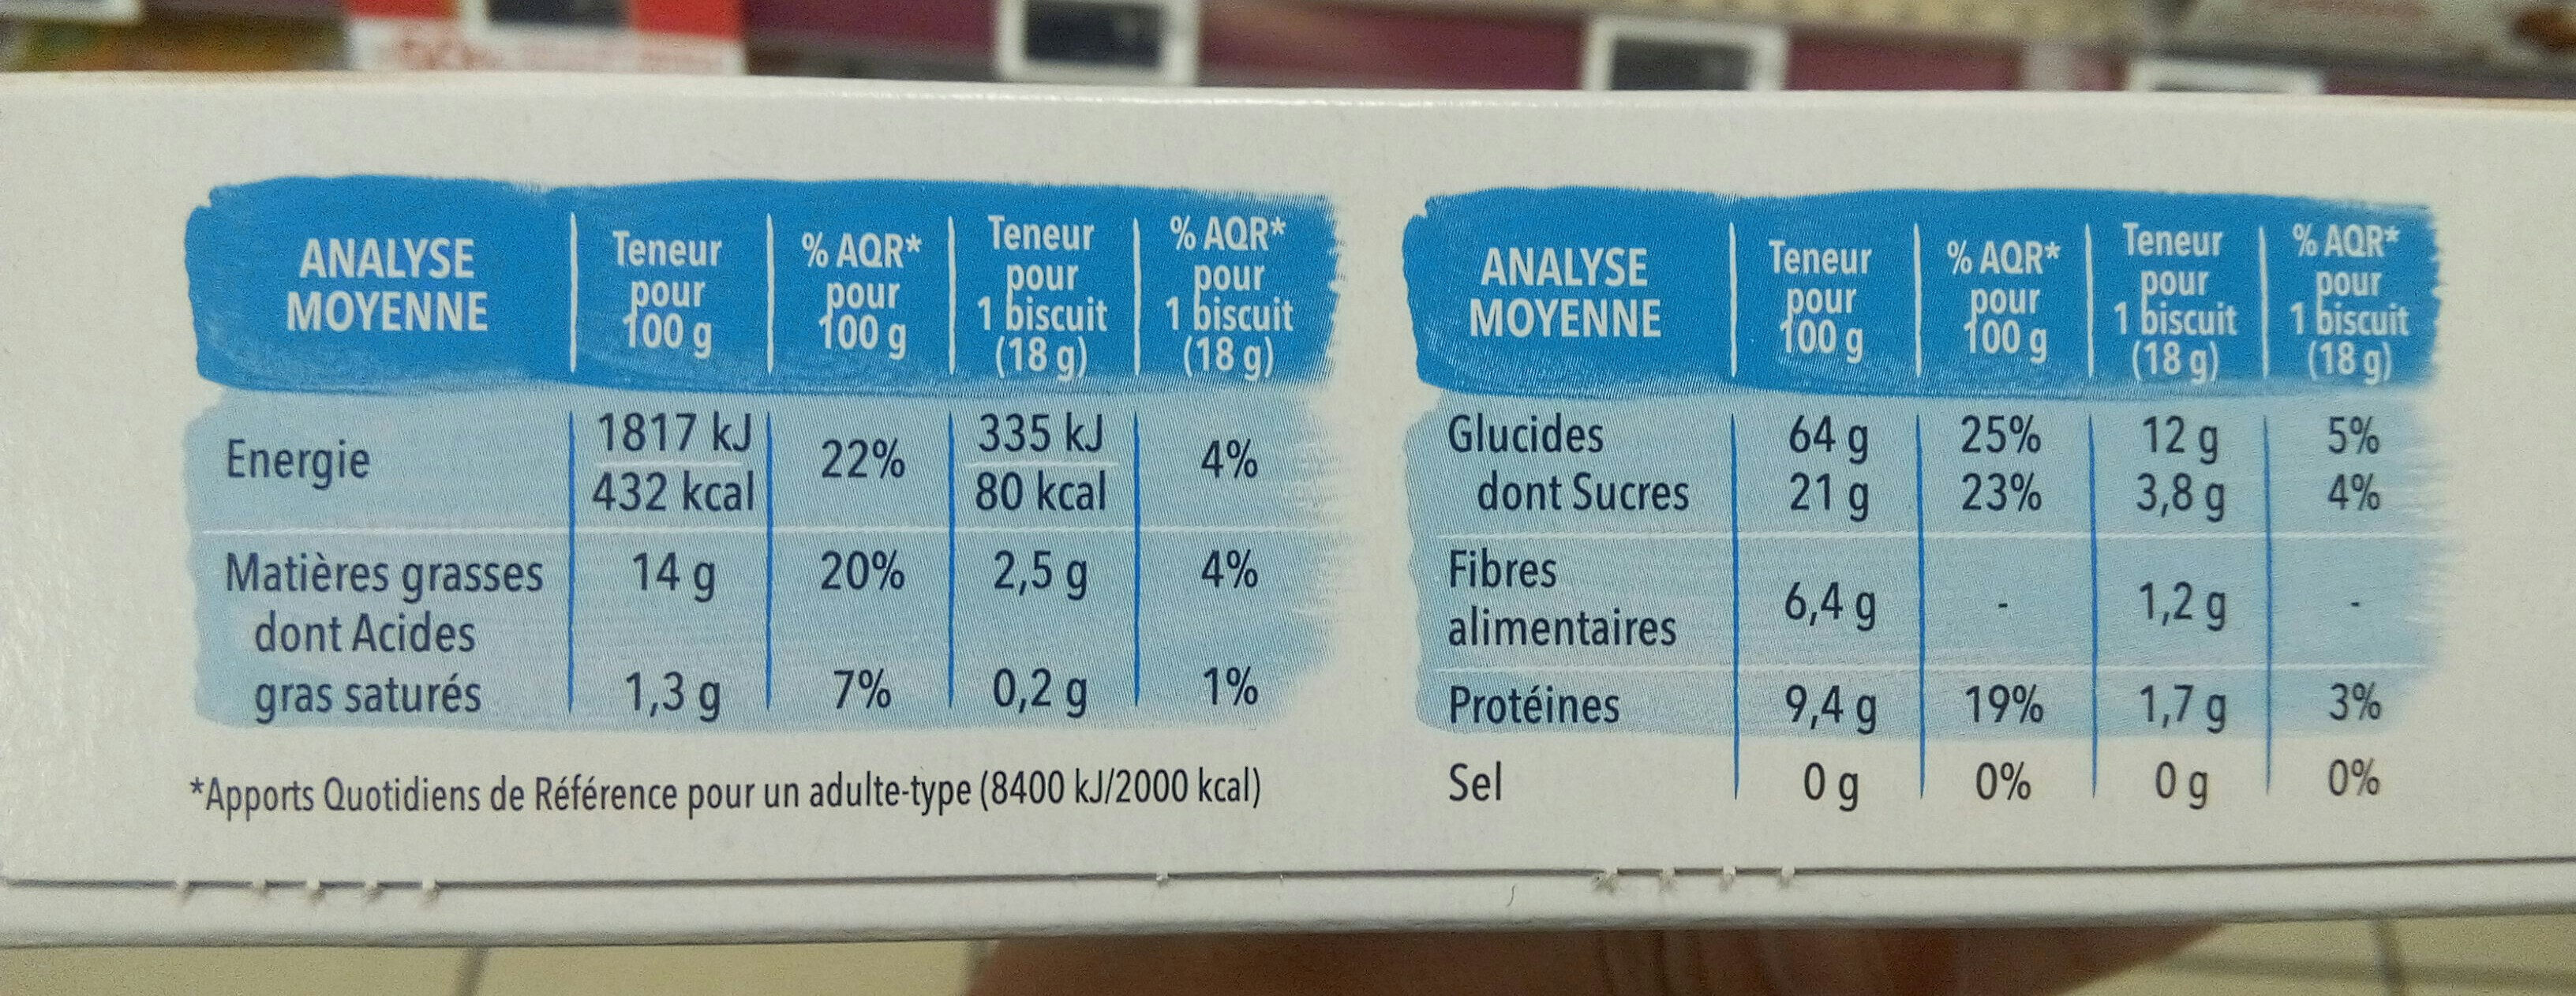 ANALYSE MOYENNE | Teneur pour 100 g | % AQR* pour 100 g | Teneur pour 1 biscuit (18 g) | % AQR* pour 1 biscuit (18 g)
Energie | 1817 kJ 432 kcal | 22% | 335 kJ 80 kcal | 4%
Matières grasses | 14 g | 20% | 2,5 g | 4%
dont Acides
gras saturés | 1,3 g | 7% | 0,2 g | 1%
*Apports Quotidiens de Référence pour un adulte-type (8400 kJ/2000 kcal)
ANALYSE MOYENNE | Teneur pour 100 g | % AQR* pour 100 g | Teneur pour 1 biscuit (18 g) | % AQR* pour 1 biscuit (18 g)
Glucides | 64 g | 25% | 12 g | 5%
dont Sucres | 21 g | 23% | 3,8 g | 4%
Fibres alimentaires | 6,4 g | - | 1,2 g | -
Protéines | 9,4 g | 19% | 1,7 g | 3%
Sel | 0 g | 0% | 0 g | 0%